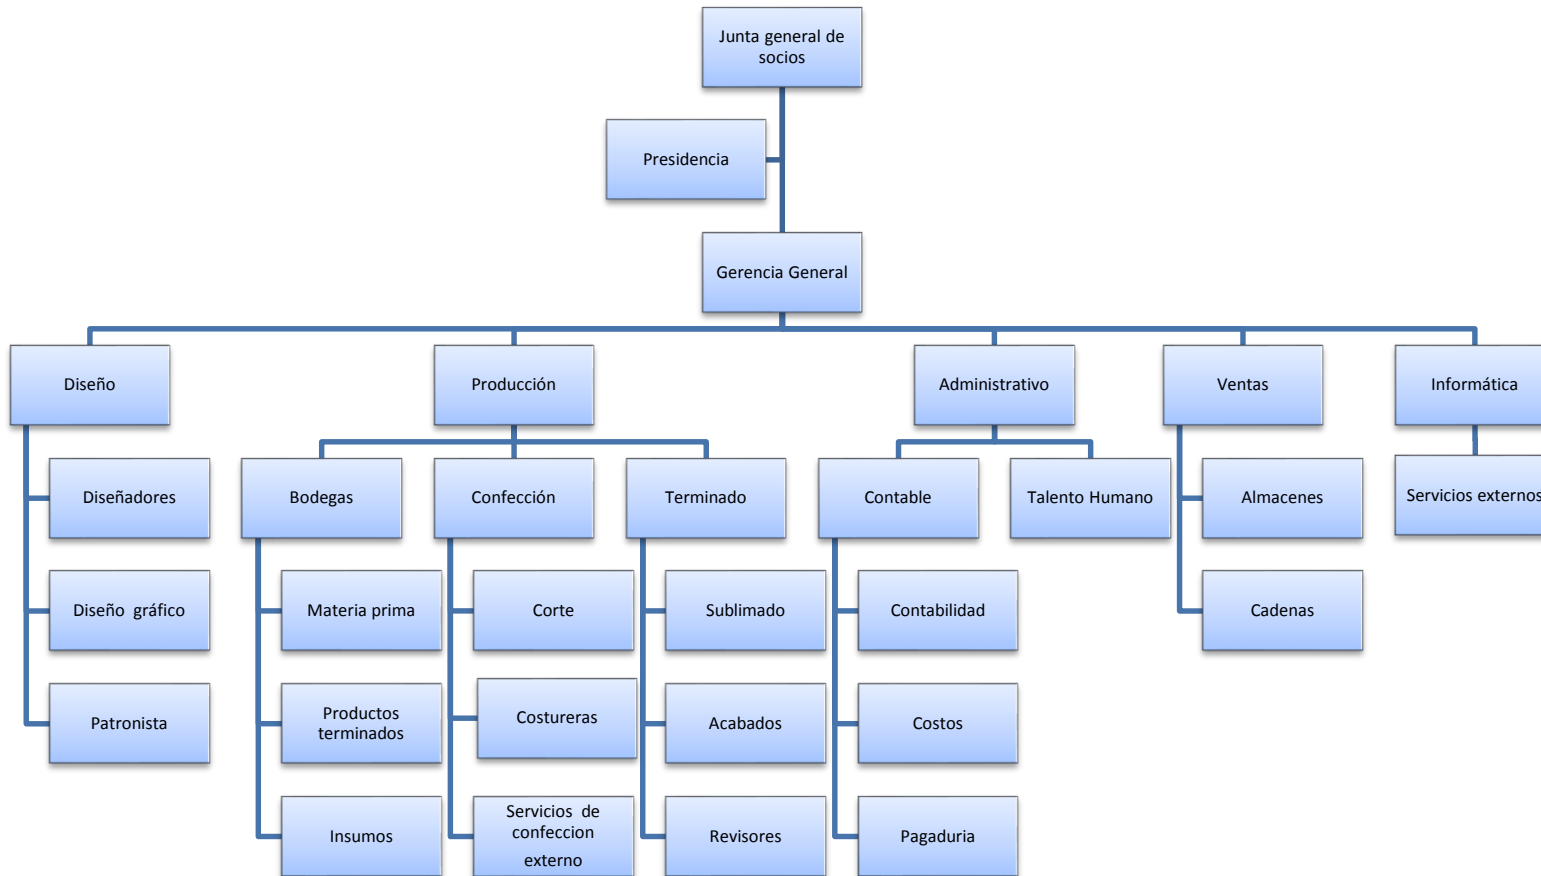 Junta general de
socios
Presidencia
Gerencia General
Diseño
Producción
Administrativo
Ventas
Informática
Diseñadores
Bodegas
Confección
Terminado
Contable
Talento Humano
Almacenes
Servicios externos
Diseño gráfico
Materia prima
Corte
Sublimado
Contabilidad
Cadenas
Patronista
Productos
terminados
Costureras
Acabados
Costos
Insumos
Servicios de
confeccion
externo
Revisores
Pagaduria